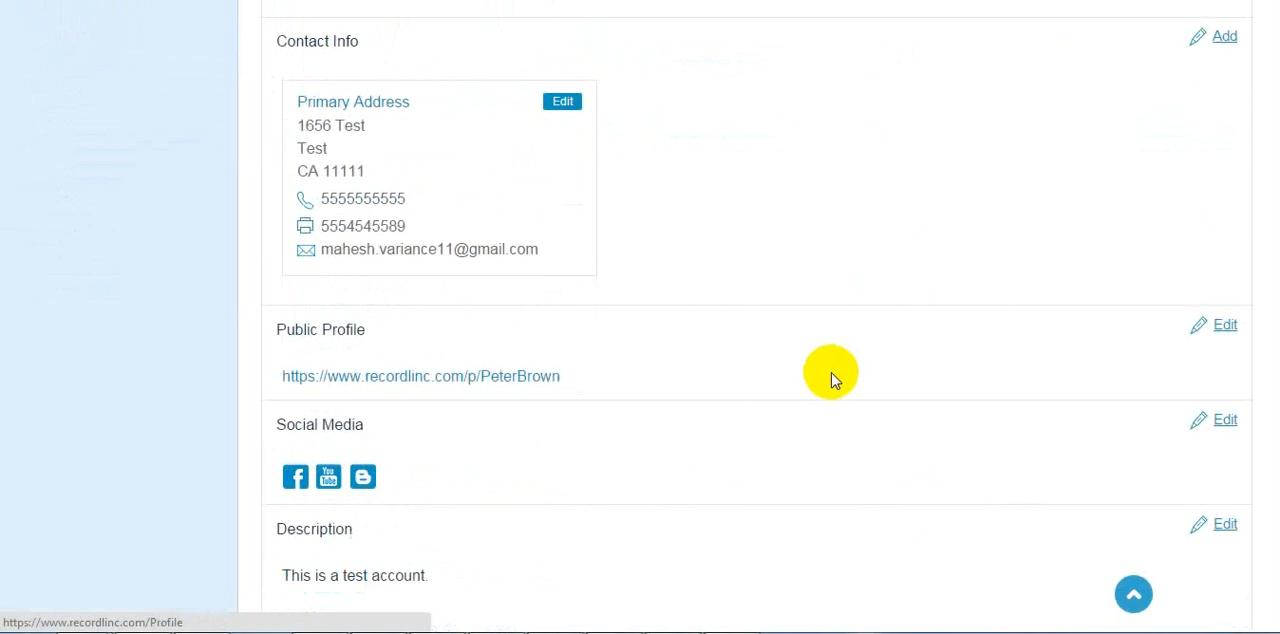 Contact Info
Add
Primary Address
Edit
1656 Test
Test
CA 11111
5555555555
5554545589
mahesh.variance11@gmail.com
Public Profile
Edit
https://www.recordlinc.com/p/PeterBrown
Social Media
Edit
You
Tube
Description
Edit
This is a test account.
https://www.recordlinc.com/Profile